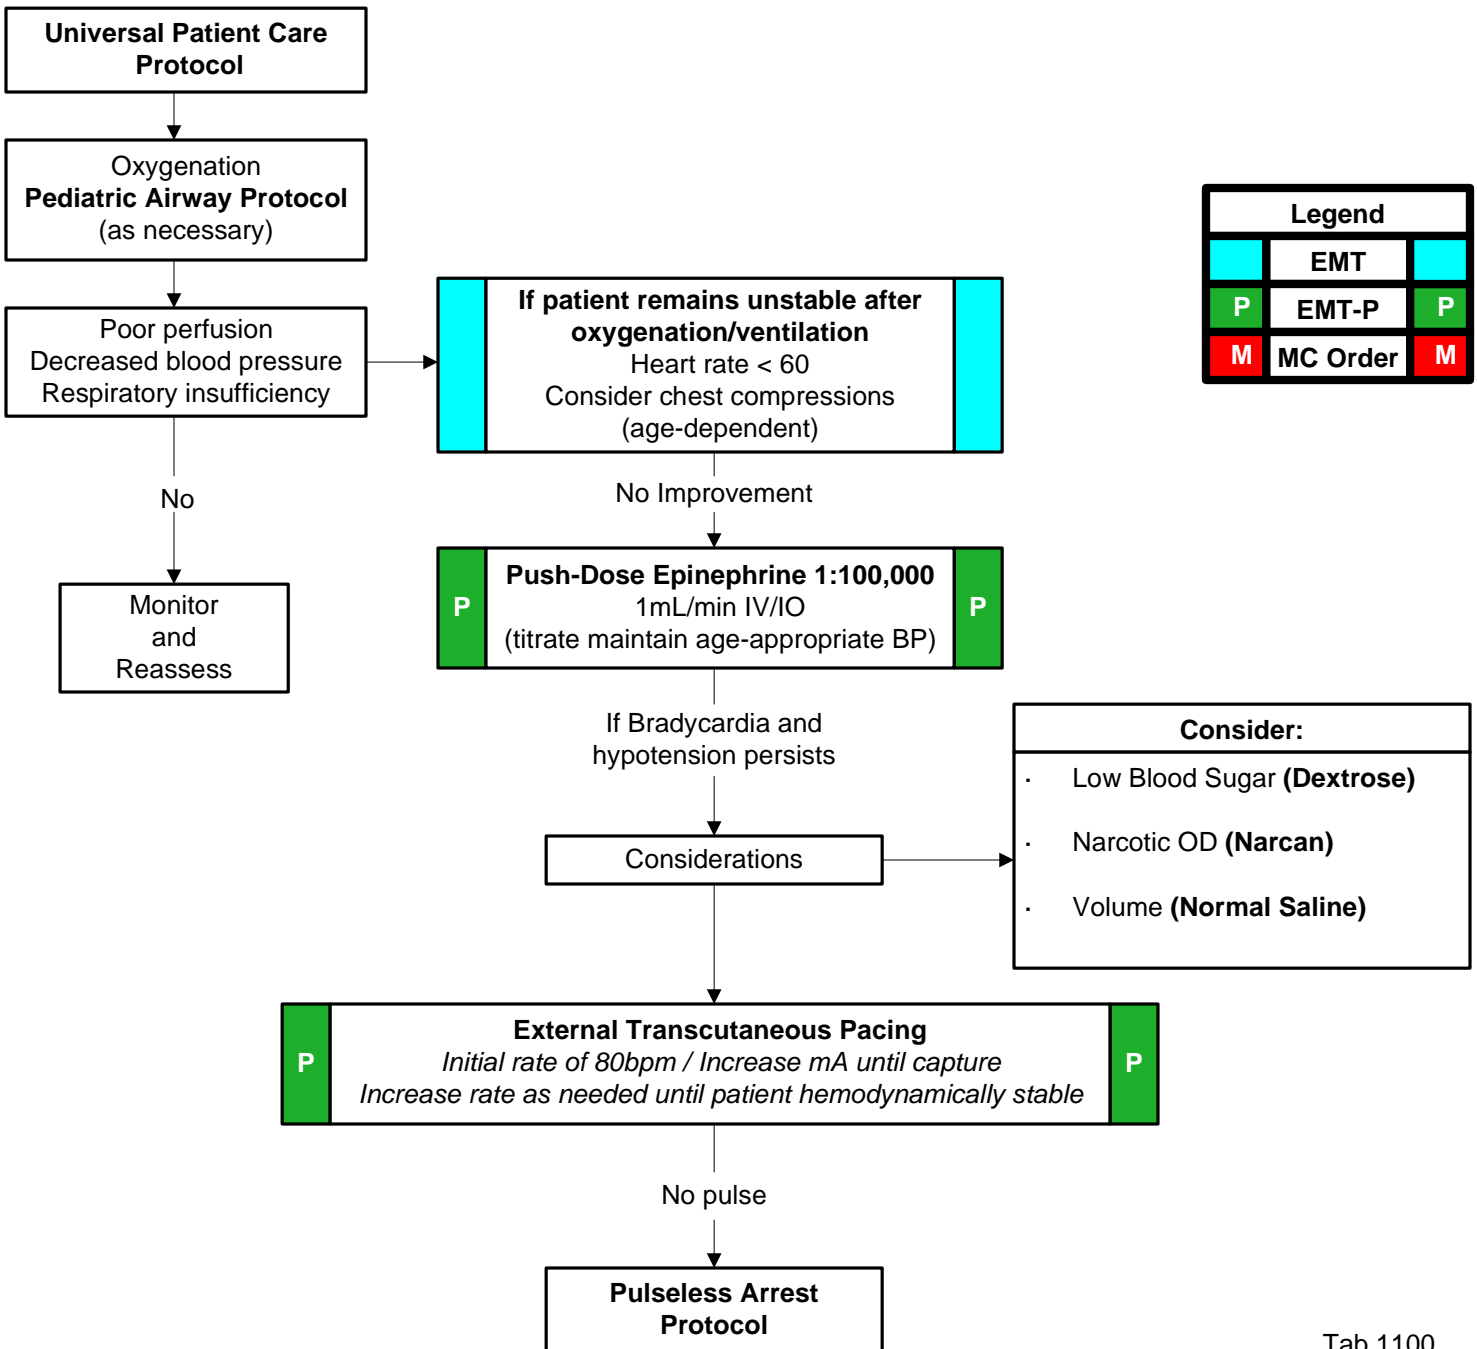 Universal Patient Care
Protocol
Oxygenation
Pediatric Airway Protocol
(as necessary)
Legend
EMT
P EMT-P P
M MC Order M
Poor perfusion
Decreased blood pressure
Respiratory insufficiency
If patient remains unstable after
oxygenation/ventilation
Heart rate < 60
Consider chest compressions
(age-dependent)
No
No Improvement
Monitor
and
Reassess
P
Push-Dose Epinephrine 1:100,000
1mL/min IV/IO
(titrate maintain age-appropriate BP)
P
If Bradycardia and
hypotension persists
Considerations
Consider:
· Low Blood Sugar (Dextrose)
· Narcotic OD (Narcan)
· Volume (Normal Saline)
P
External Transcutaneous Pacing
Initial rate of 80bpm / Increase mA until capture
Increase rate as needed until patient hemodynamically stable
P
No pulse
Pulseless Arrest
Protocol
Tab 1100